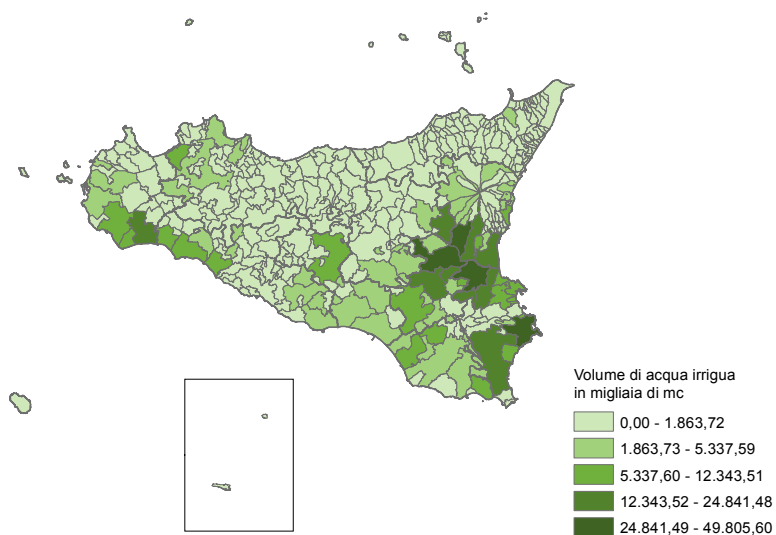 Volume di acqua irrigua
in migliaia di mc
0,00 - 1.863,72
1.863,73 - 5.337,59
5.337,60 - 12.343,51
12.343,52 - 24.841,48
24.841,49 - 49.805,60